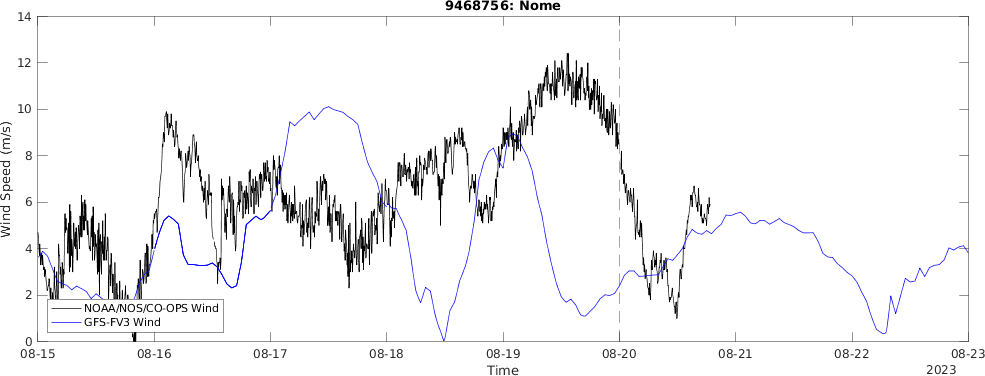 9468756: Nome
Wind Speed (m/s)
14
12
10
8
6
4
2
0
NOAA/NOS/CO-OPS Wind
GFS-FV3 Wind
08-15 08-16 08-17 08-18 08-19 08-20 08-21 08-22 08-23
Time
2023